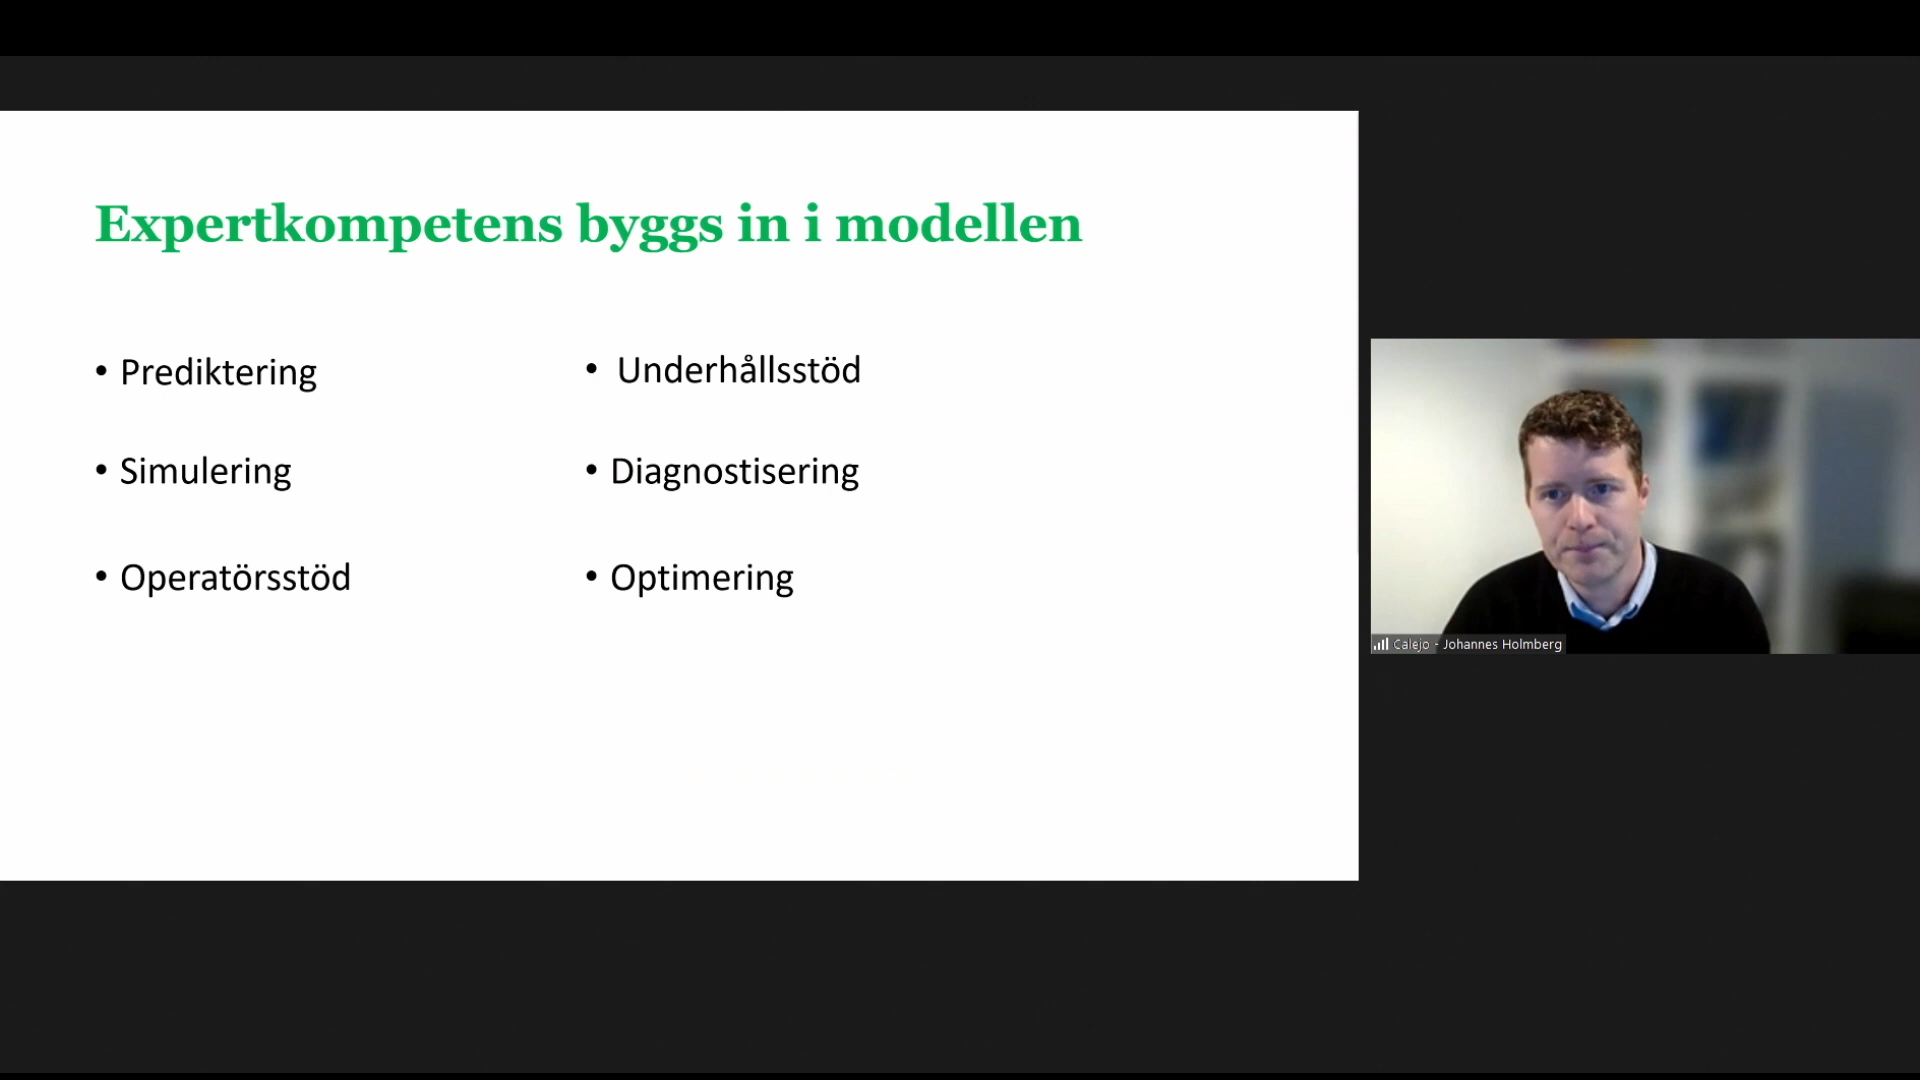 Expertkompetens byggs in i modellen
• Prediktering
• Simulering
• Operatörsstöd
• Underhållsstöd
• Diagnostisering
• Optimering
Calejo - Johannes Holmberg